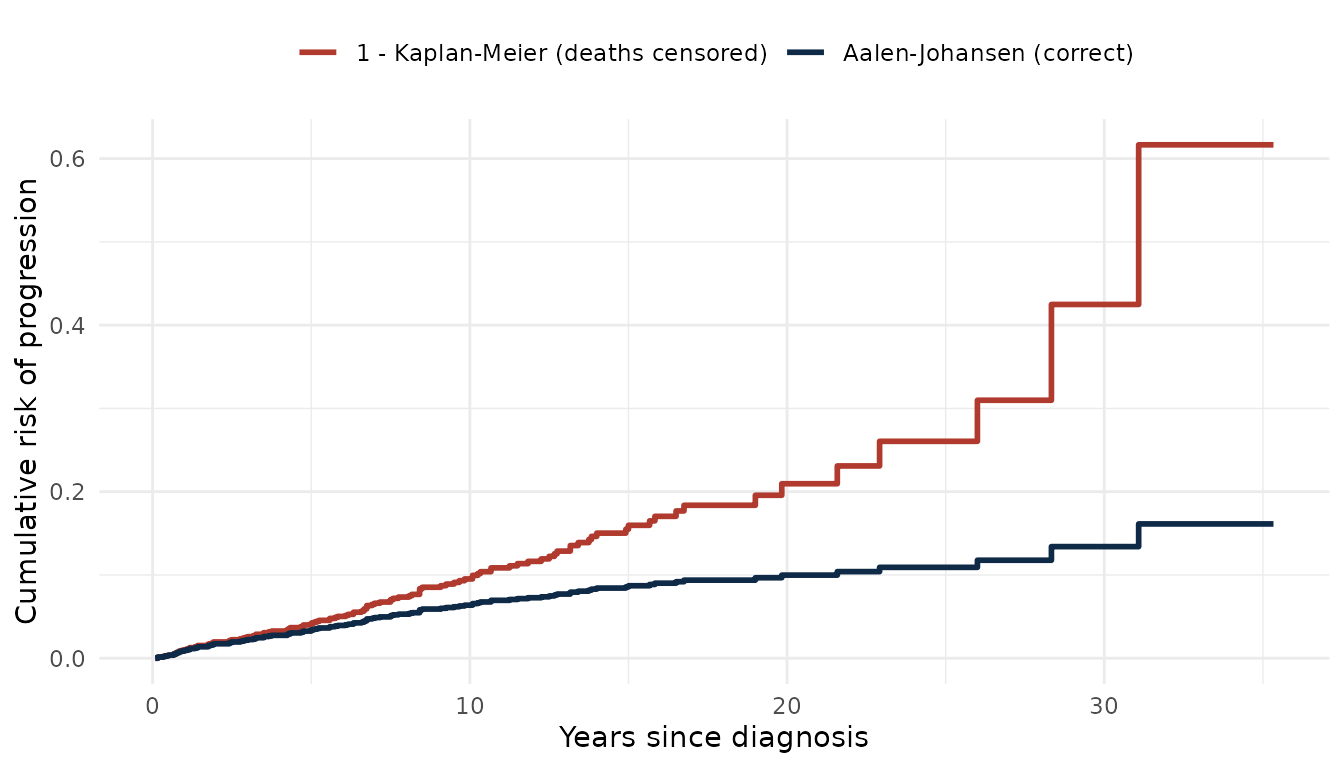 1 - Kaplan-Meier (deaths censored) Aalen-Johansen (correct)
Cumulative risk of progression
0.6
0.4
0.2
0.0
0 10 20 30
Years since diagnosis